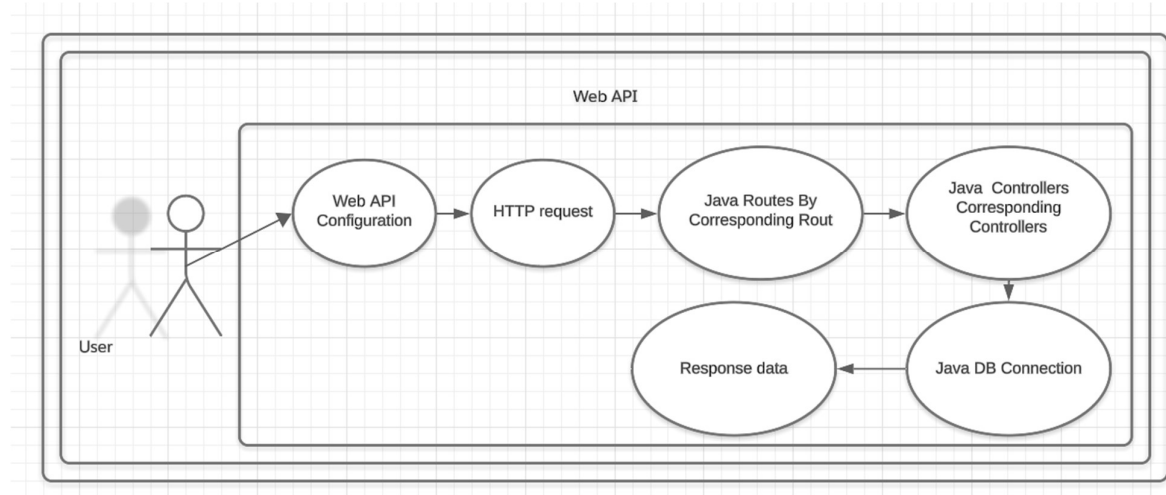 Web API
Web API
Configuration
HTTP request
Java Routes By
Corresponding Rout
Java Controllers
Corresponding
Controllers
User
Response data
Java DB Connection